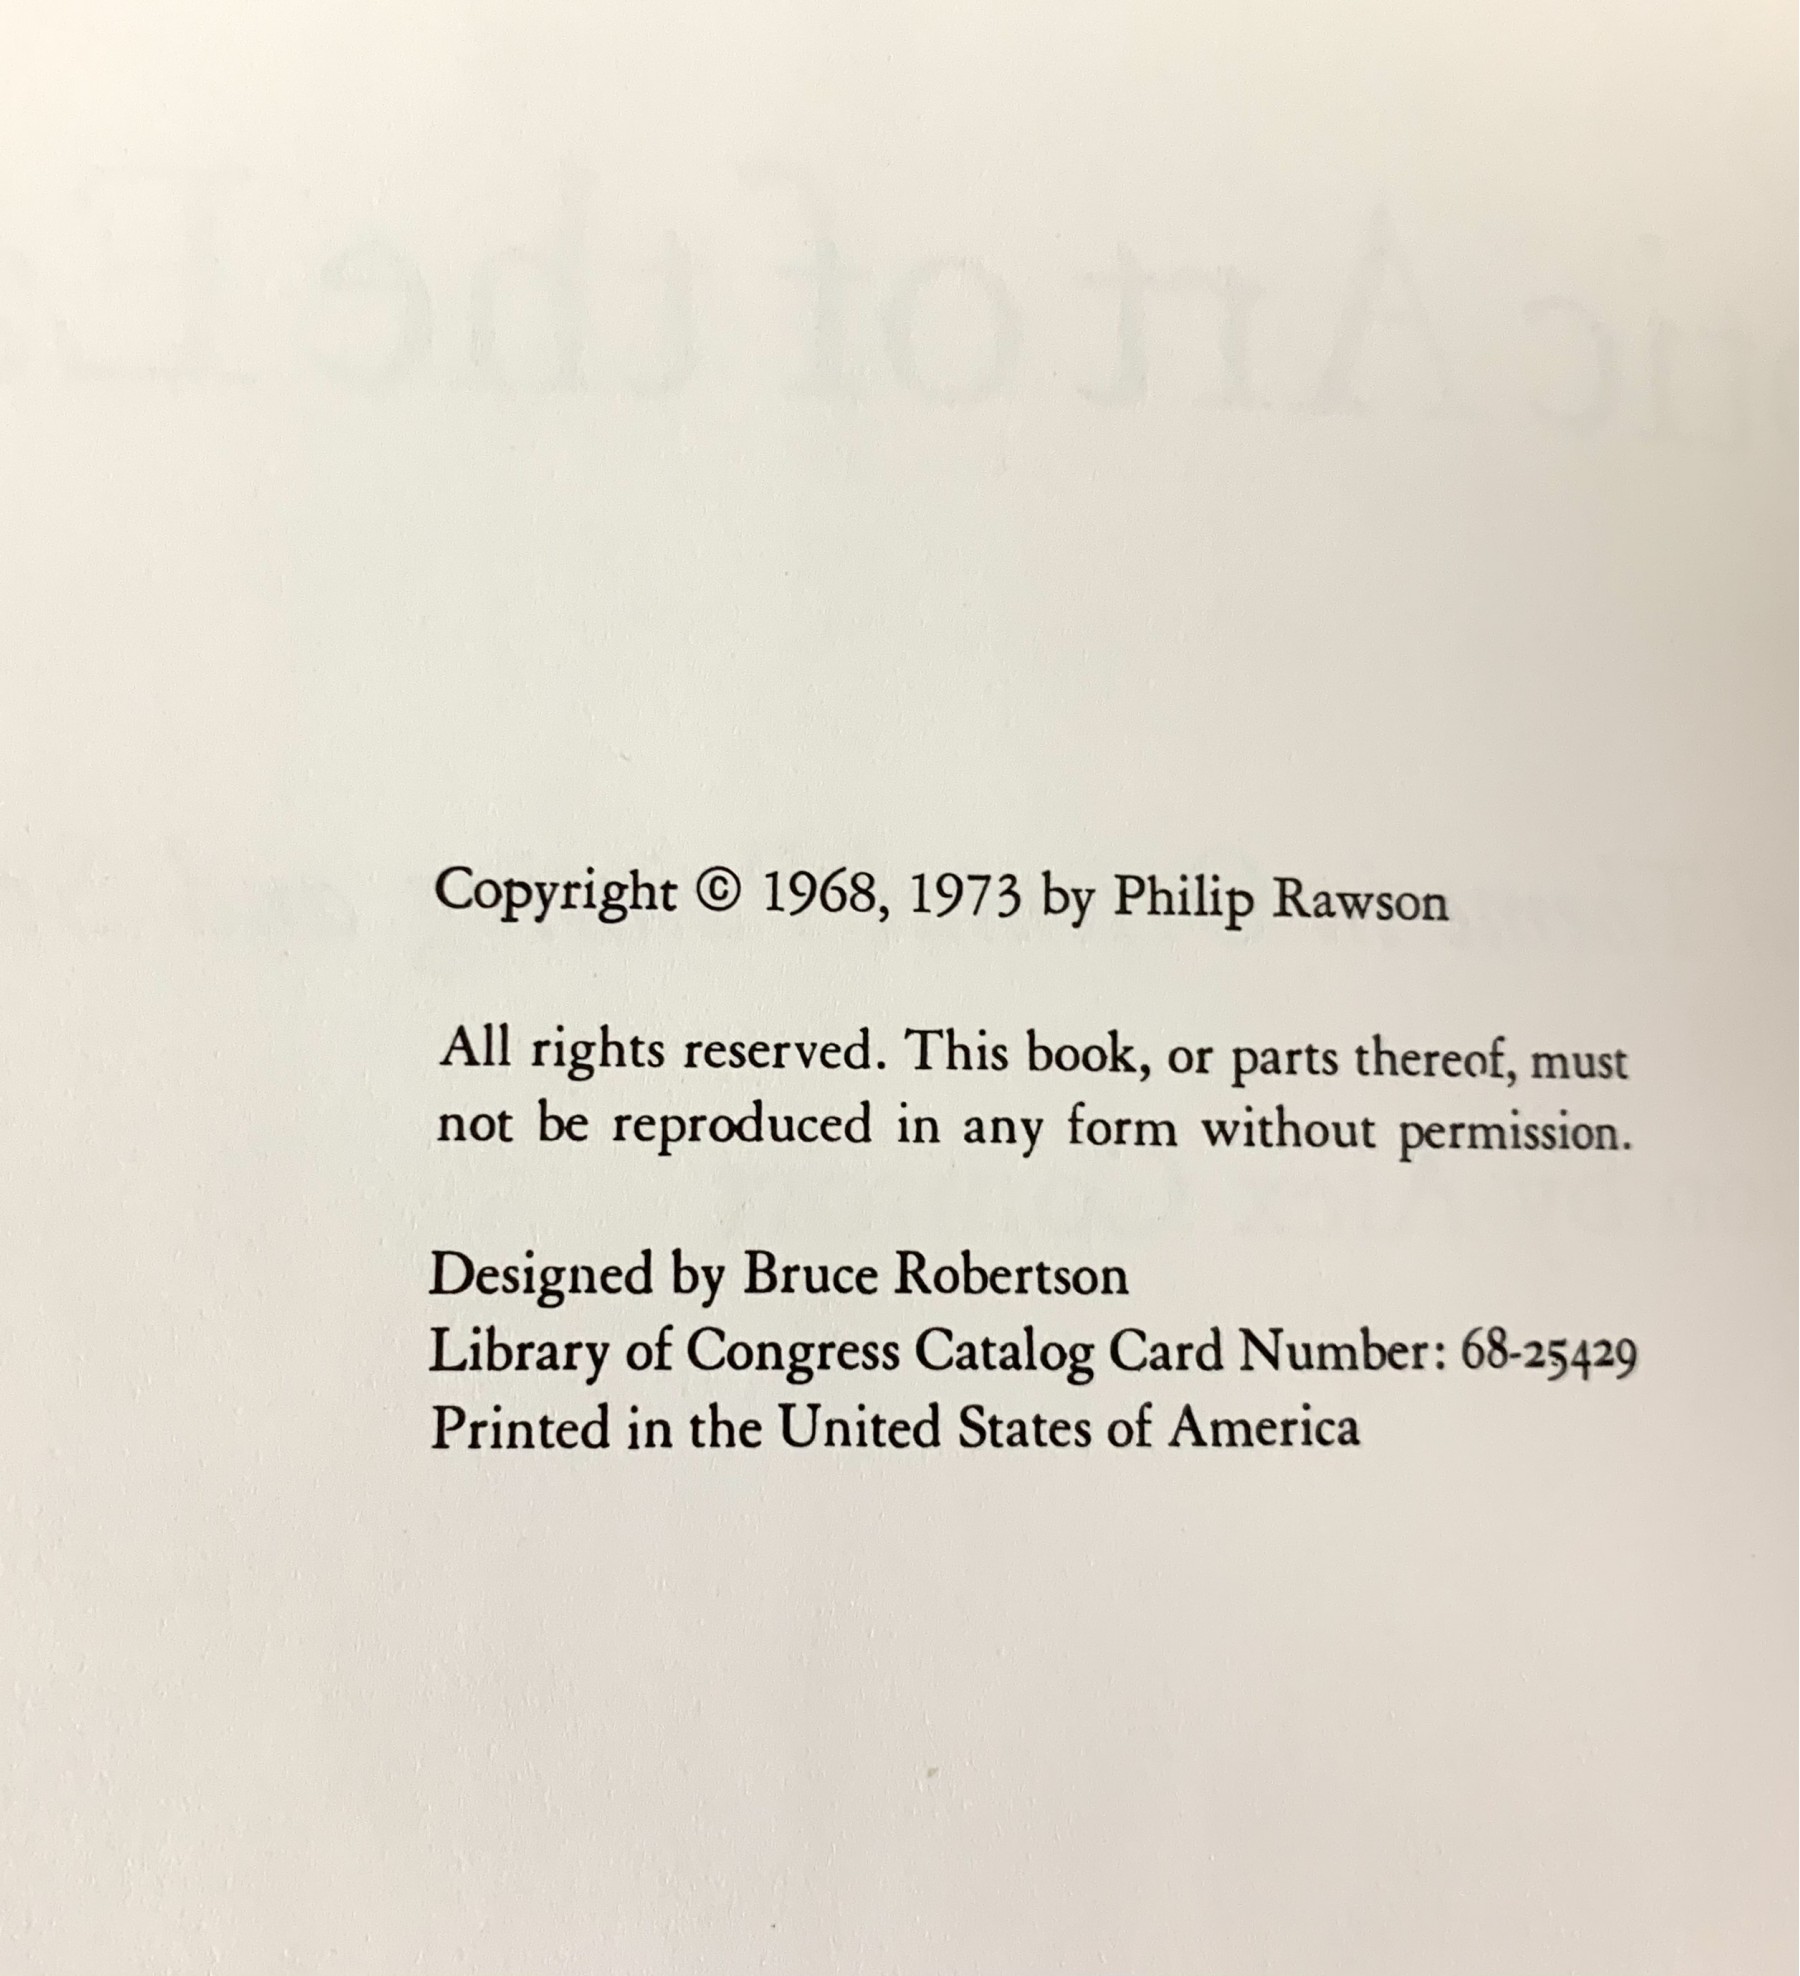 Copyright © 1968, 1973 by Philip Rawson
All rights reserved. This book, or parts thereof, must
not be reproduced in any form without permission.
Designed by Bruce Robertson
Library of Congress Catalog Card Number: 68-25429
Printed in the United States of America